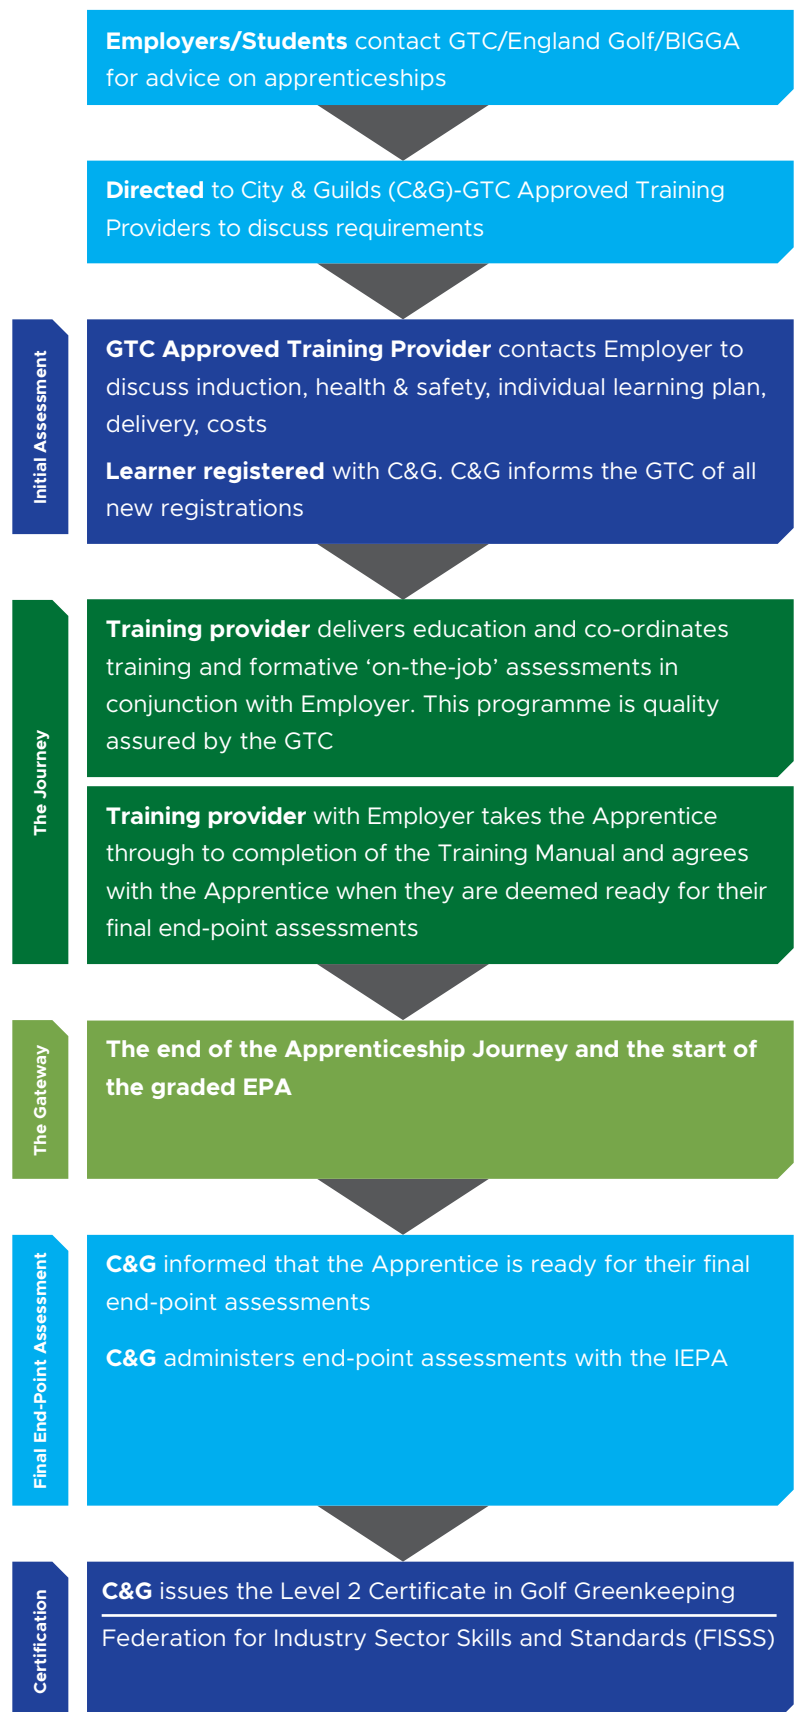 Employers/Students contact GTC/England Golf/BIGGA
for advice on apprenticeships
Directed to City & Guilds (C&G)-GTC Approved Training
Providers to discuss requirements
Initial Assessment
GTC Approved Training Provider contacts Employer to
discuss induction, health & safety, individual learning plan,
delivery, costs
Learner registered with C&G. C&G informs the GTC of all
new registrations
The Journey
Training provider delivers education and co-ordinates
training and formative ‘on-the-job’ assessments in
conjunction with Employer. This programme is quality
assured by the GTC
Training provider with Employer takes the Apprentice
through to completion of the Training Manual and agrees
with the Apprentice when they are deemed ready for their
final end-point assessments
The Gateway
The end of the Apprenticeship Journey and the start of
the graded EPA
Final End-Point Assessment
C&G informed that the Apprentice is ready for their final
end-point assessments
C&G administers end-point assessments with the IEPA
Certification
C&G issues the Level 2 Certificate in Golf Greenkeeping
Federation for Industry Sector Skills and Standards (FISSS)